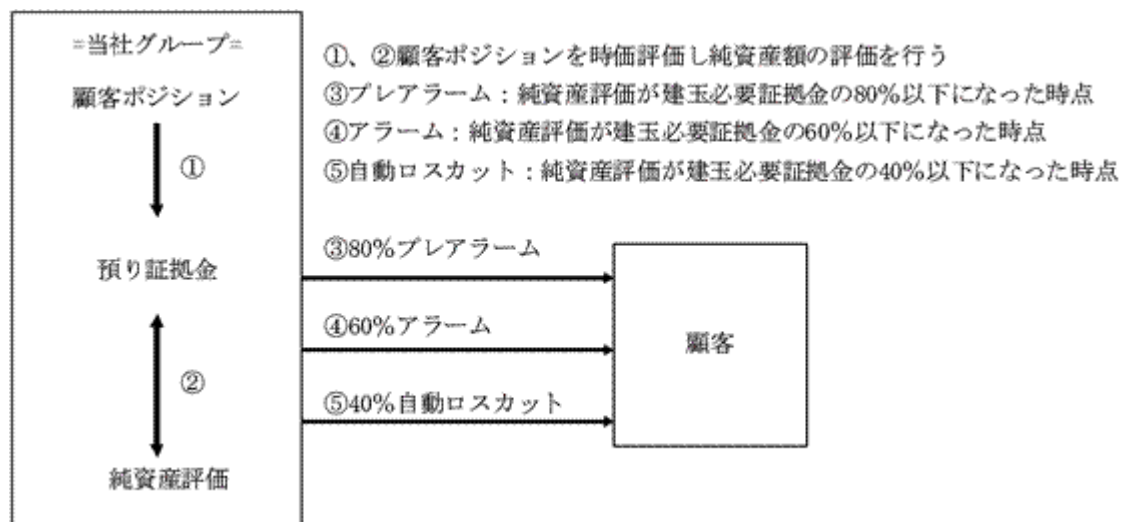 =当社グループ=
顧客ポジション
①
預り証拠金
②
純資産評価
①、②顧客ポジションを時価評価し純資産額の評価を行う
③プレアラーム：純資産評価が建玉必要証拠金の80%以下になった時点
④アラーム：純資産評価が建玉必要証拠金の60%以下になった時点
⑤自動ロスカット：純資産評価が建玉必要証拠金の40%以下になった時点
③80%プレアラーム
④60%アラーム
⑤40%自動ロスカット
顧客